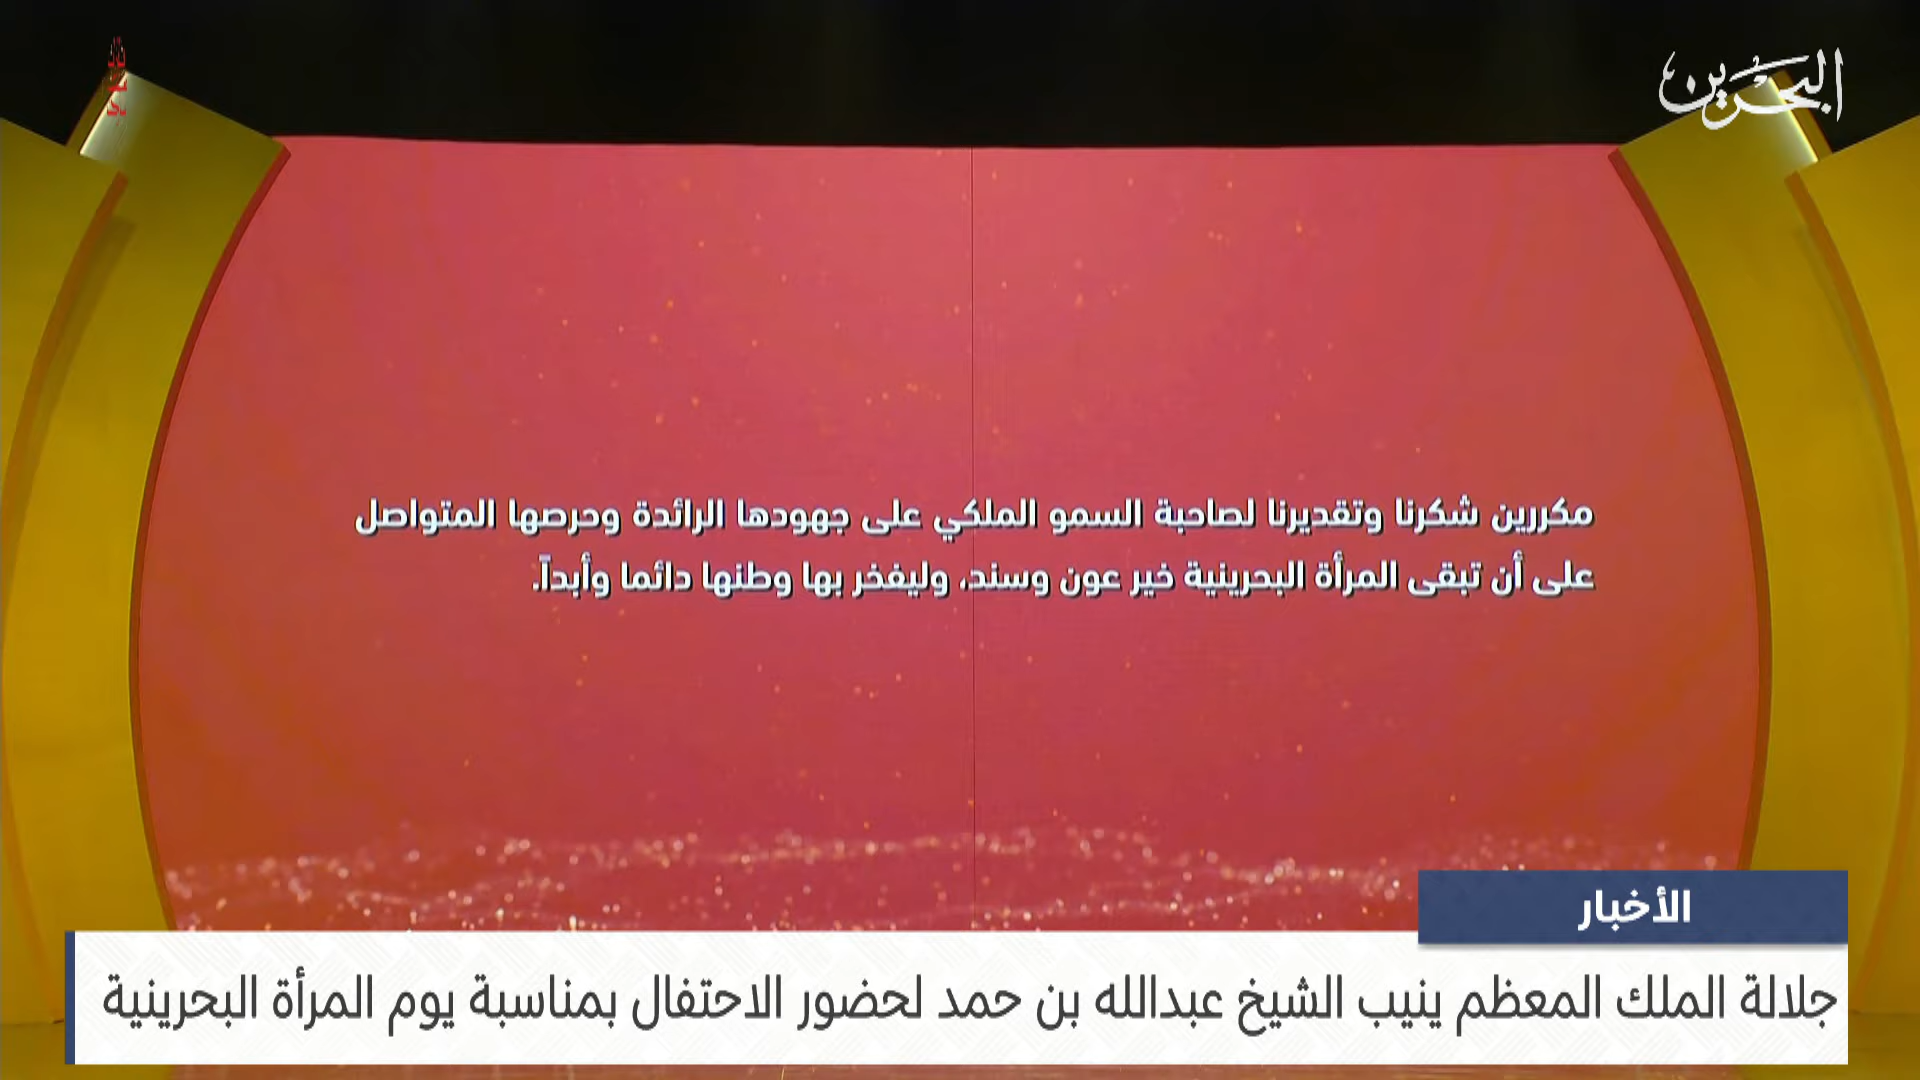 البحرين
مكررين شكرنا وتقديرنا لصاحبة السمو الملكي على جهودها الرائدة وحرصها المتواصل
على أن تبقى المرأة البحرينية خير عون وسند، وليفخر بها وطنها دائما وأبداً.
الأخبار
جلالة الملك المعظم ينيب الشيخ عبدالله بن حمد لحضور الاحتفال بمناسبة يوم المرأة البحرينية